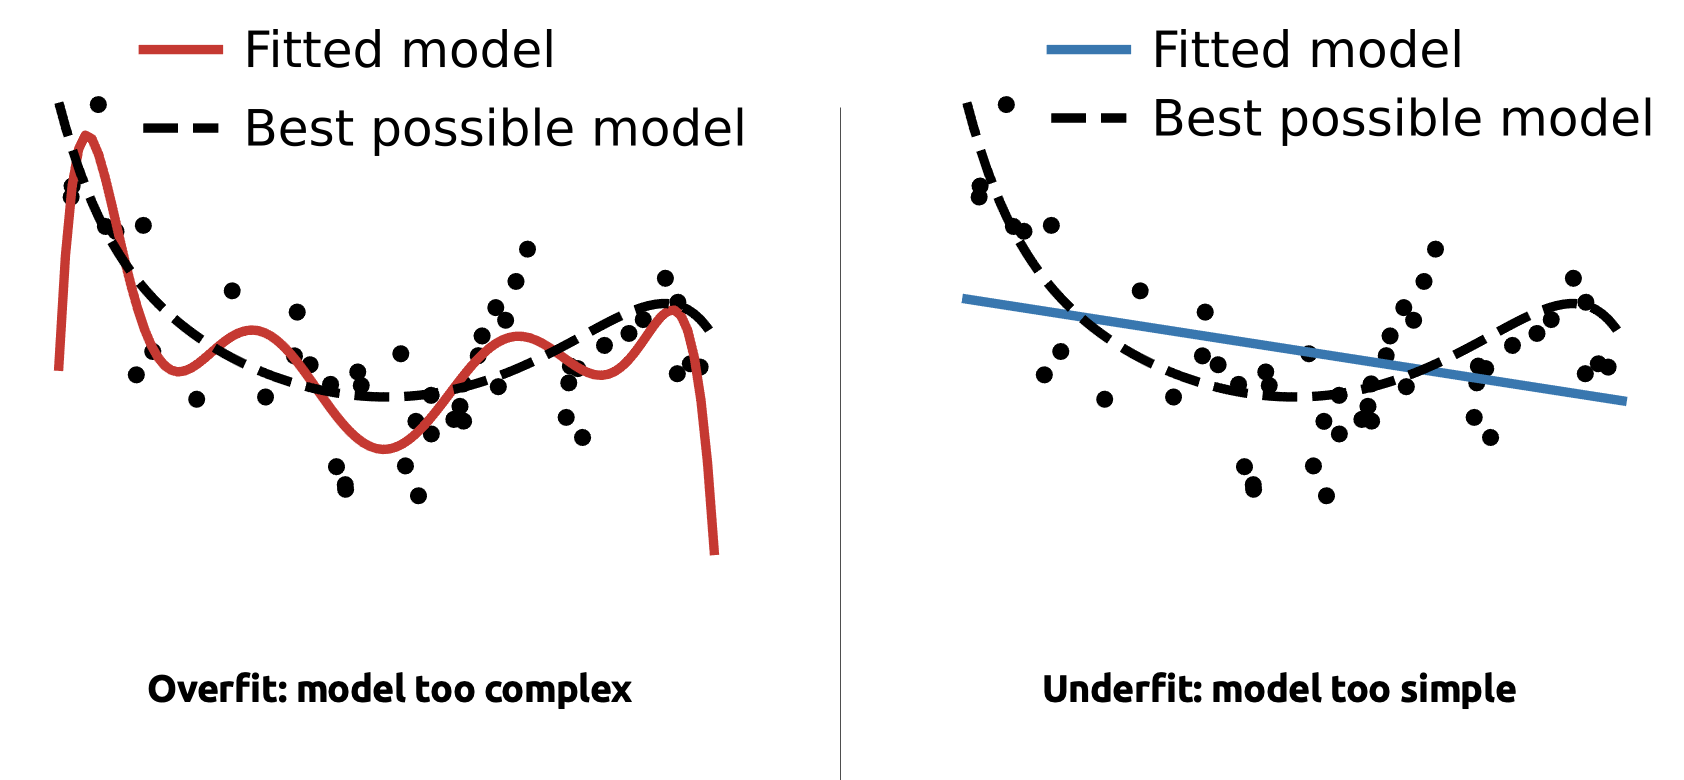 Fitted model
Best possible model
Overfit: model too complex
Fitted model
Best possible model
Underfit: model too simple